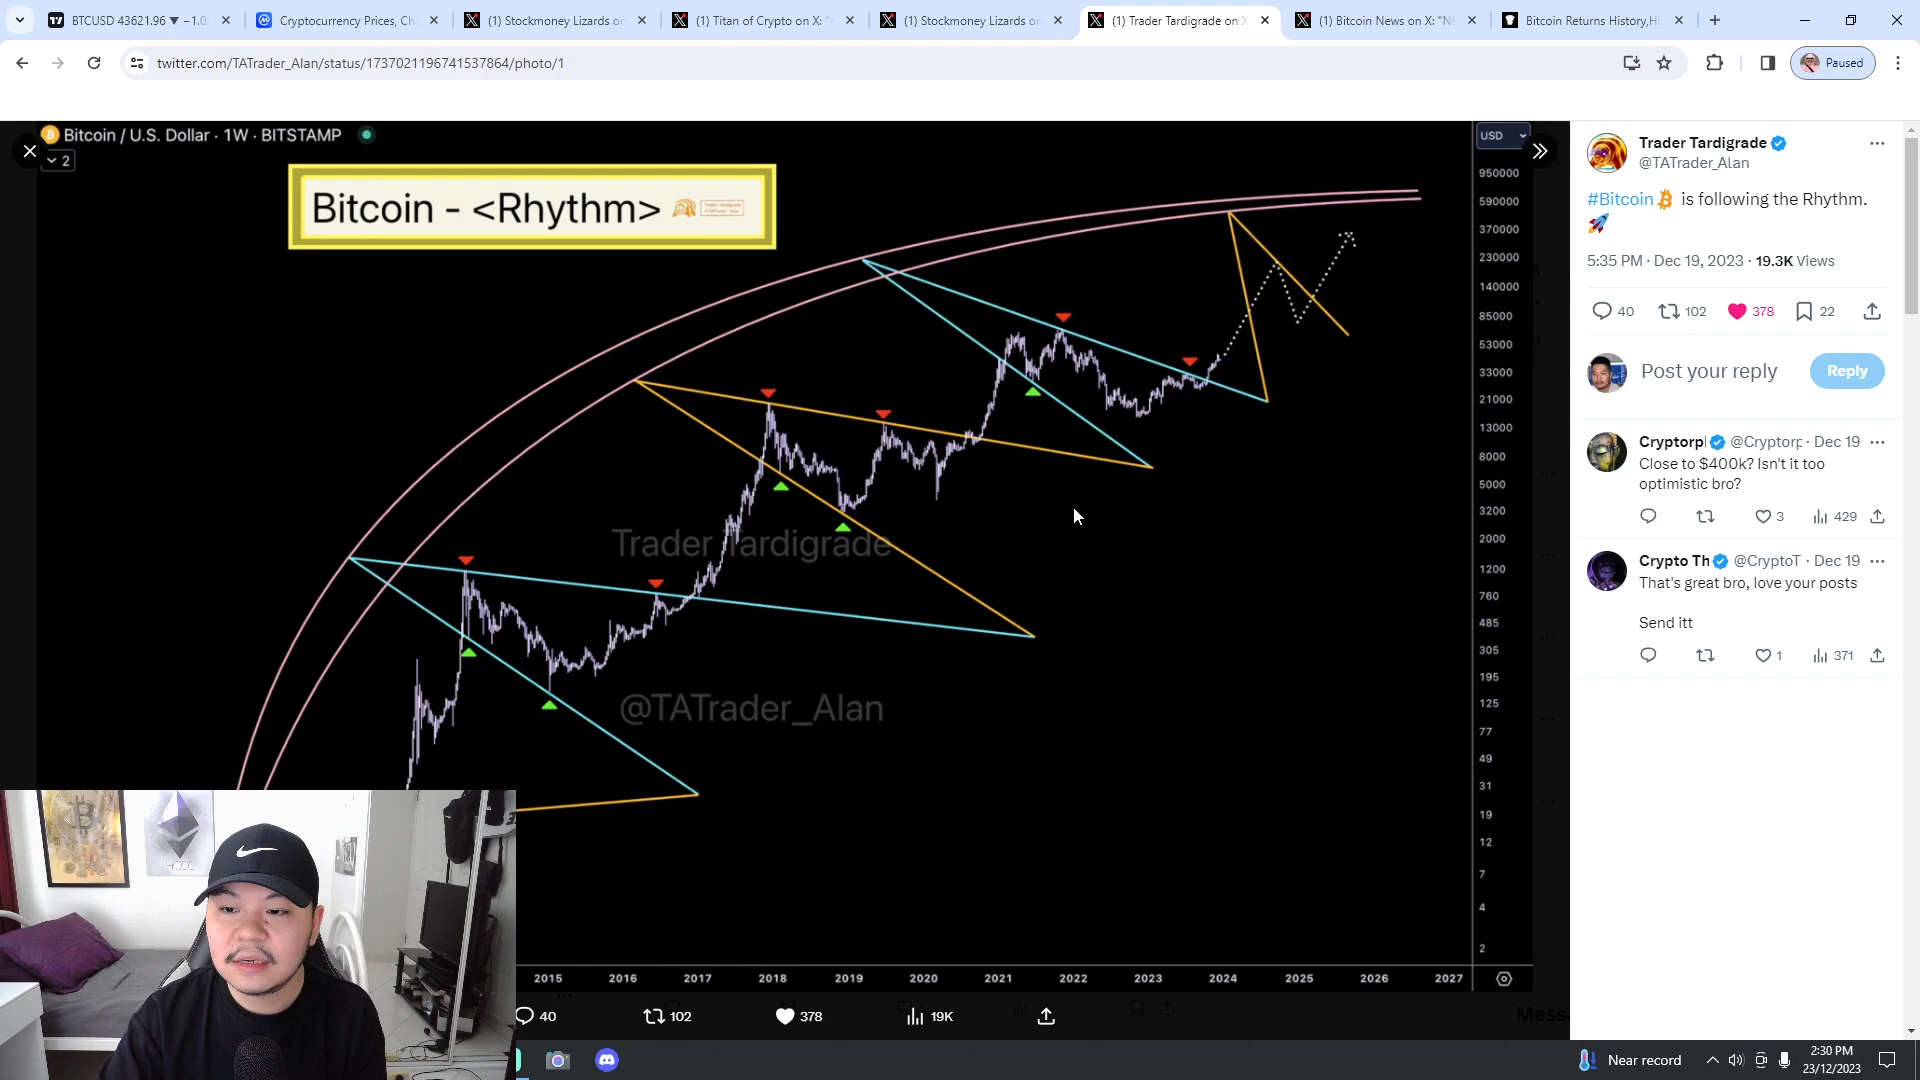 BTCUSD 43621.96 ▼ −1.0
Cryptocurrency Prices, Ch
(1) Stockmoney Lizards on
(1) Titan of Crypto on X: "
(1) Stockmoney Lizards on
(1) Trader Tardigrade on X
(1) Bitcoin News on X: "N
Bitcoin Returns History,Hi
twitter.com/TATrader_Alan/status/1737021196741537864/photo/1
Paused
Bitcoin / U.S. Dollar · 1W · BITSTAMP
2
USD
Bitcoin - <Rhythm>
Trader Tardigrade
@TATrader_Alan
950000
590000
370000
230000
140000
85000
53000
33000
21000
13000
8000
5000
3200
2000
1200
760
485
305
195
125
77
49
31
19
12
7
4
2
2015 2016 2017 2018 2019 2020 2021 2022 2023 2024 2025 2026 2027
40 102 378 19K
Trader Tardigrade
@TATrader_Alan
#Bitcoin is following the Rhythm.
5:35 PM · Dec 19, 2023 · 19.3K Views
40 102 378 22
Post your reply
Reply
Cryptorp @Cryptorp · Dec 19
Close to $400k? Isn't it too
optimistic bro?
3 429
Crypto Th @CryptoT · Dec 19
That's great bro, love your posts
Send itt
1 371
Mess
Near record
2:30 PM
23/12/2023